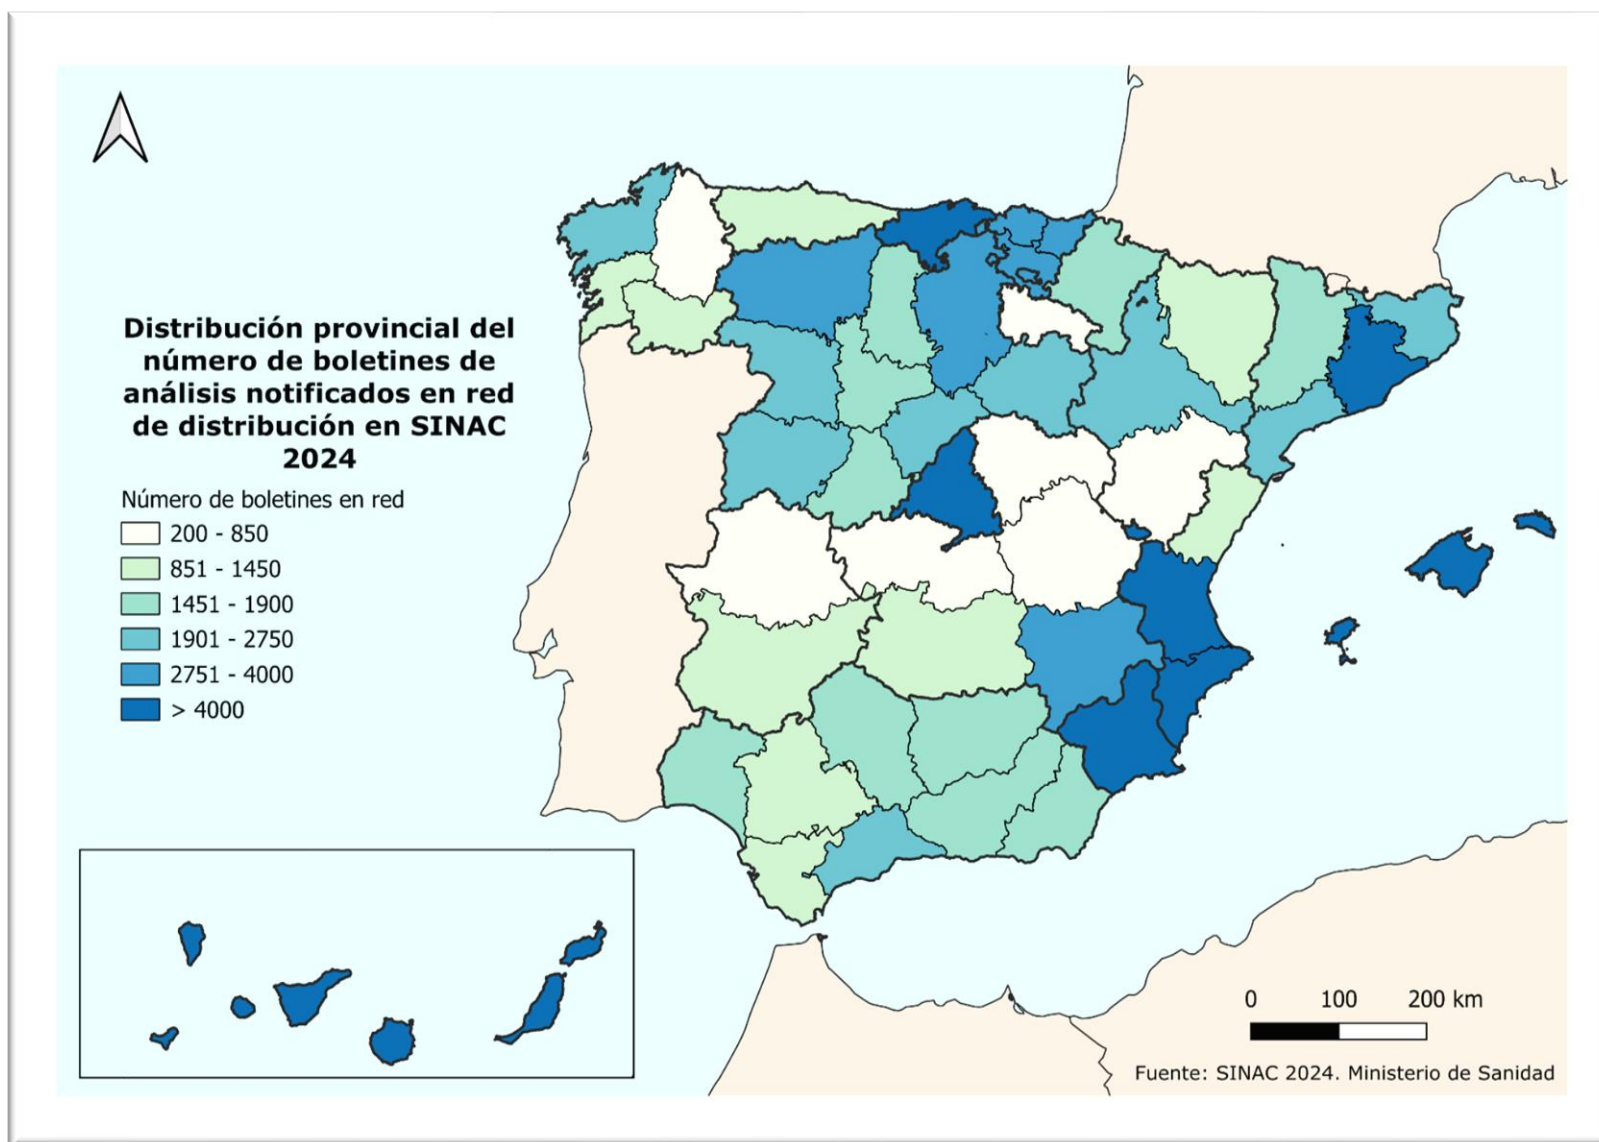 Distribución provincial del
número de boletines de
análisis notificados en red
de distribución en SINAC
2024
Número de boletines en red
200 - 850
851 - 1450
1451 - 1900
1901 - 2750
2751 - 4000
> 4000
0 100 200 km
Fuente: SINAC 2024. Ministerio de Sanidad